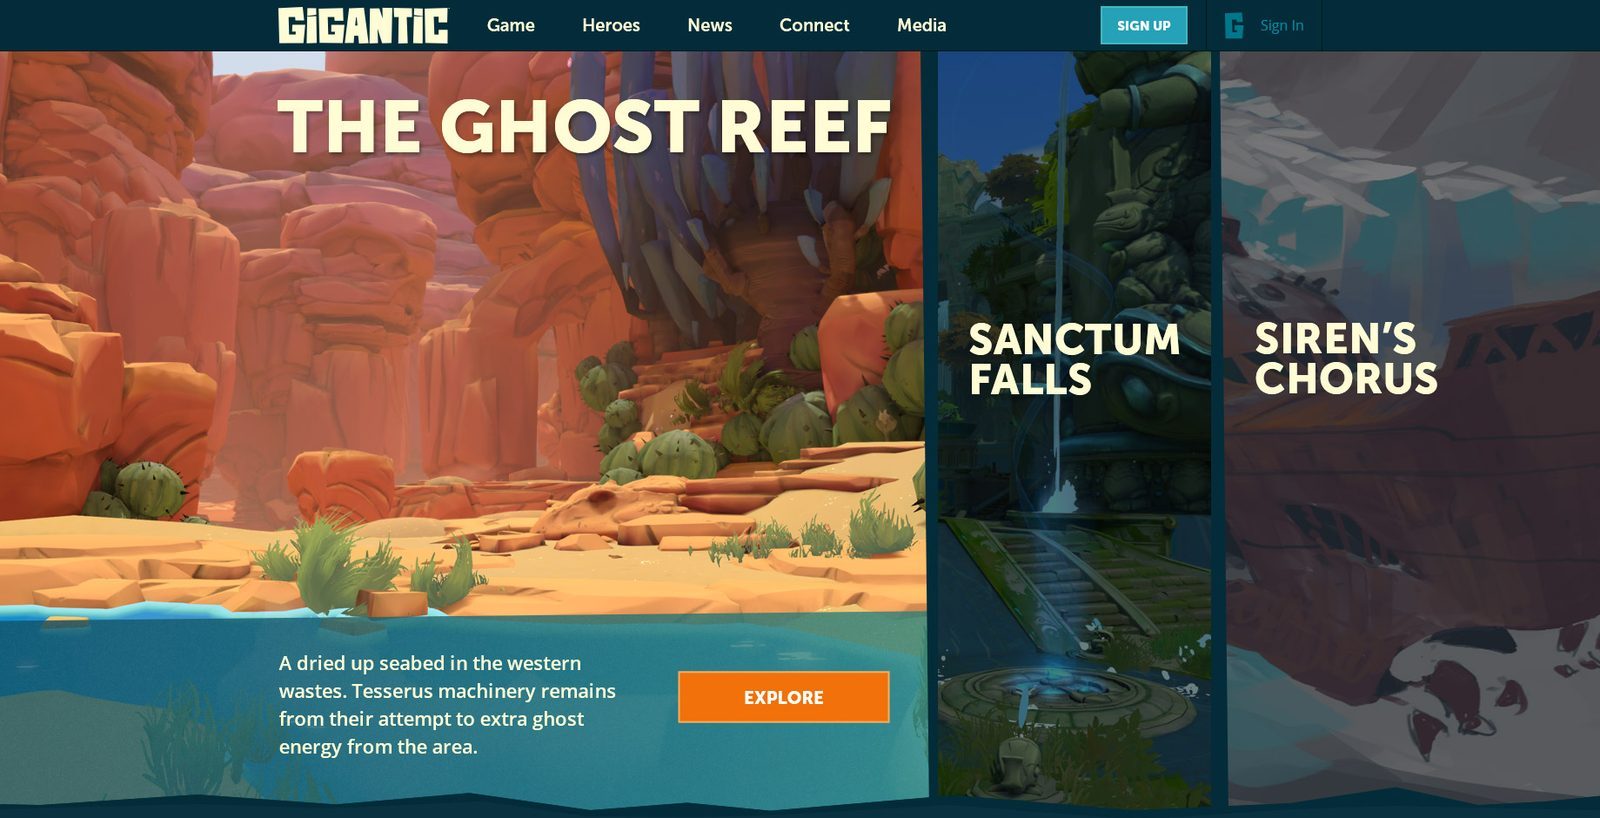 GiGANTiC
Game
Heroes
News
Connect
Media
SIGN UP
Sign In
THE GHOST REEF
A dried up seabed in the western
wastes. Tesserus machinery remains
from their attempt to extra ghost
energy from the area.
EXPLORE
SANCTUM
FALLS
SIREN’S
CHORUS